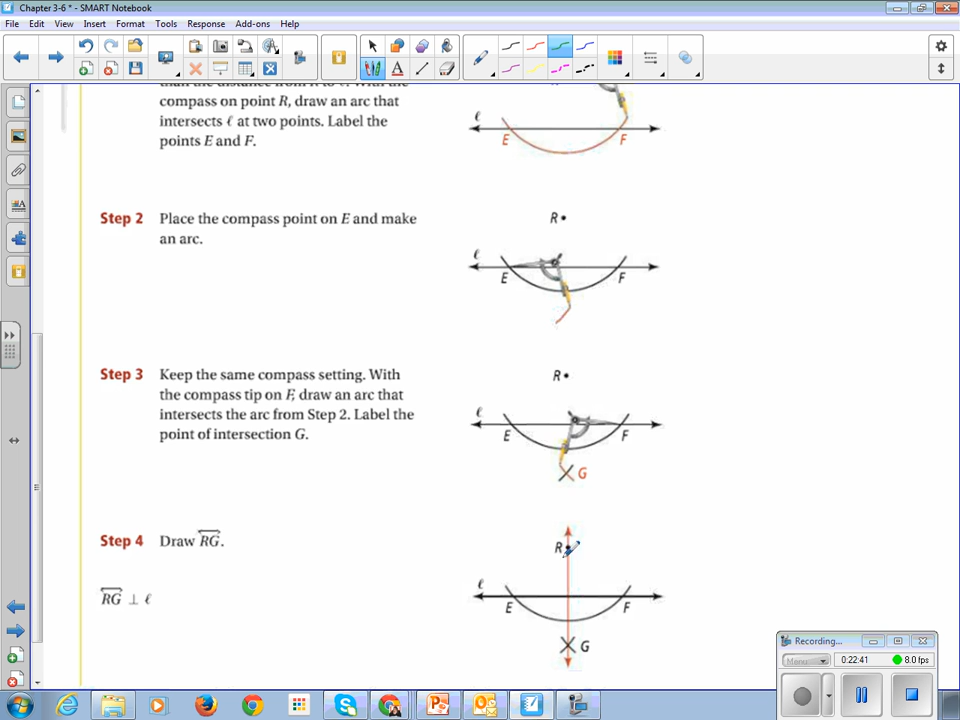 Chapter 3-6 * - SMART Notebook
File Edit View Insert Format Tools Response Add-ons Help
compass on point R, draw an arc that
intersects ℓ at two points. Label the
points E and F.
ℓ
E F
Step 2 Place the compass point on E and make
an arc.
R
ℓ
E F
Step 3 Keep the same compass setting. With
the compass tip on F, draw an arc that
intersects the arc from Step 2. Label the
point of intersection G.
R
ℓ
E F
G
Step 4 Draw RG.
R
RG ⊥ ℓ
ℓ
E F
G
Recording...
Menu 0:22:41 8.0 fps